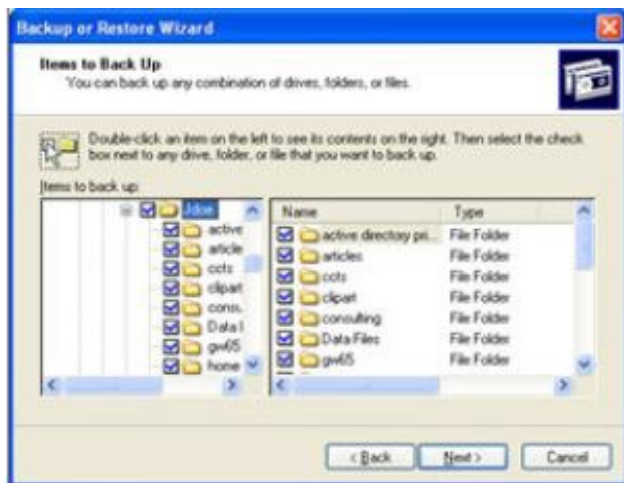 Backup or Restore Wizard
Items to Back Up
You can back up any combination of drives, folders, or files.
Double-click an item on the left to see its contents on the right. Then select the check
box next to any drive, folder, or file that you want to back up.
Items to back up:
Jdoe
active
article
ccts
clipart
consu
Data F
gw65
home
Name Type
active directory pri... File Folder
articles File Folder
ccts File Folder
clipart File Folder
consulting File Folder
Data Files File Folder
gw65 File Folder
< Back Next > Cancel